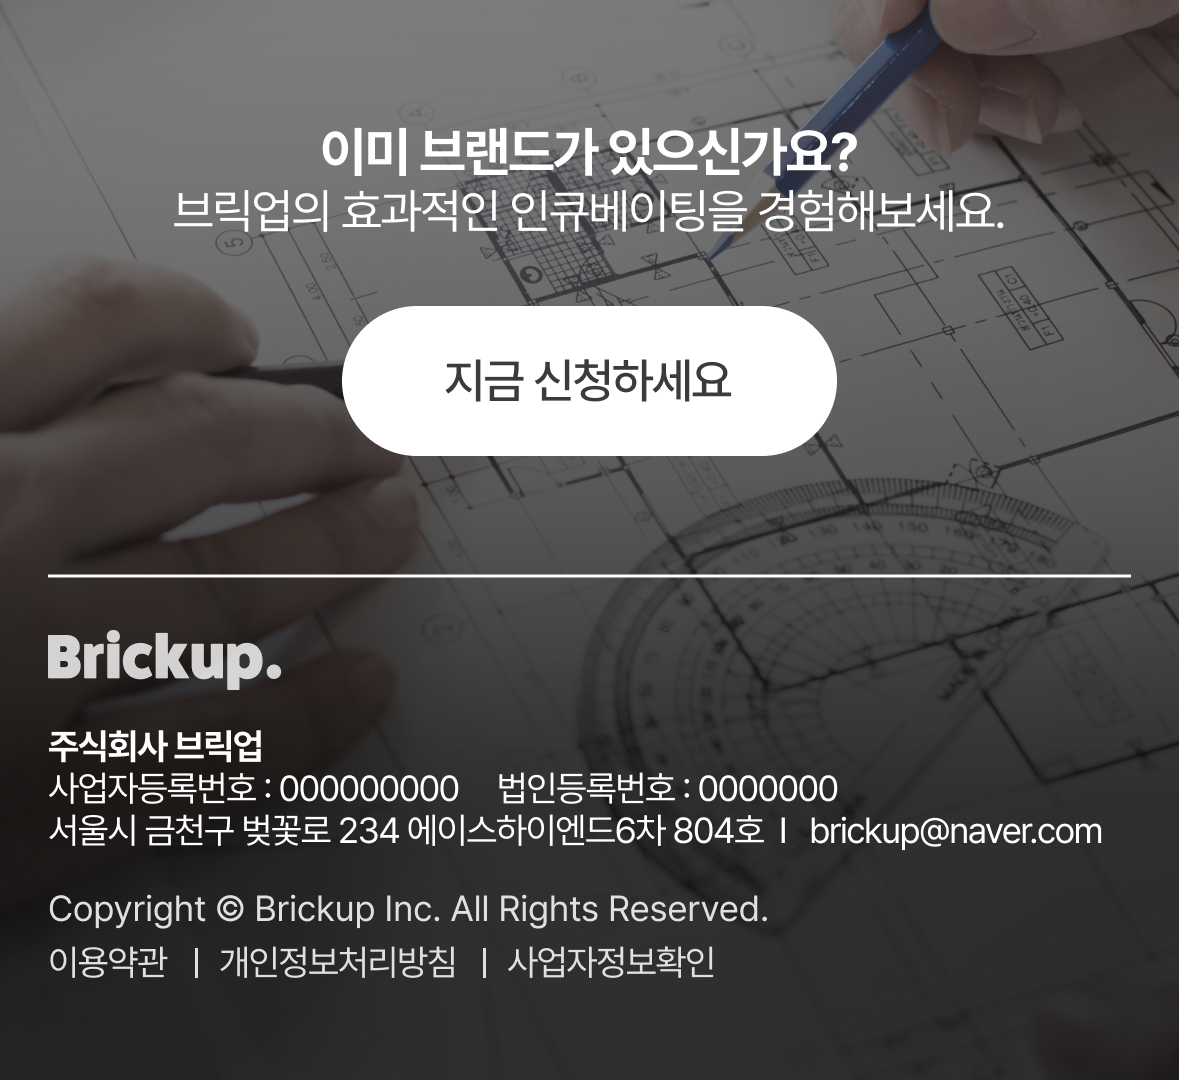 이미 브랜드가 있으신가요?
브릭업의 효과적인 인큐베이팅을 경험해보세요.
지금 신청하세요
Brickup.
주식회사 브릭업
사업자등록번호 : 000000000 법인등록번호 : 0000000
서울시 금천구 벚꽃로 234 에이스하이엔드6차 804호 | brickup@naver.com
Copyright © Brickup Inc. All Rights Reserved.
이용약관 | 개인정보처리방침 | 사업자정보확인